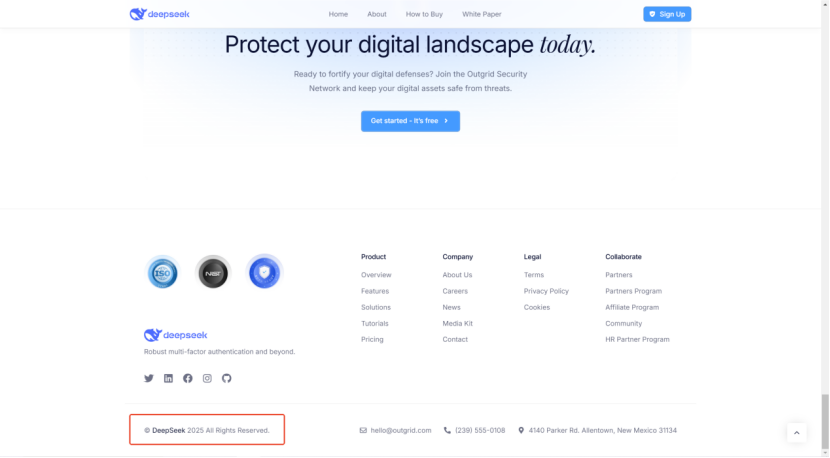 deepseek
Home About How to Buy White Paper
Sign Up
Protect your digital landscape today.
Ready to fortify your digital defenses? Join the Outgrid Security
Network and keep your digital assets safe from threats.
Get started - it's free
ISO
NIST
Product
Overview
Features
Solutions
Tutorials
Pricing
Company
About Us
Careers
News
Media Kit
Contact
Legal
Terms
Privacy Policy
Cookies
Collaborate
Partners
Partners Program
Affiliate Program
Community
HR Partner Program
deepseek
Robust multi-factor authentication and beyond.
© DeepSeek 2025 All Rights Reserved.
hello@outgrid.com
(239) 555-0108
4140 Parker Rd. Allentown, New Mexico 31134